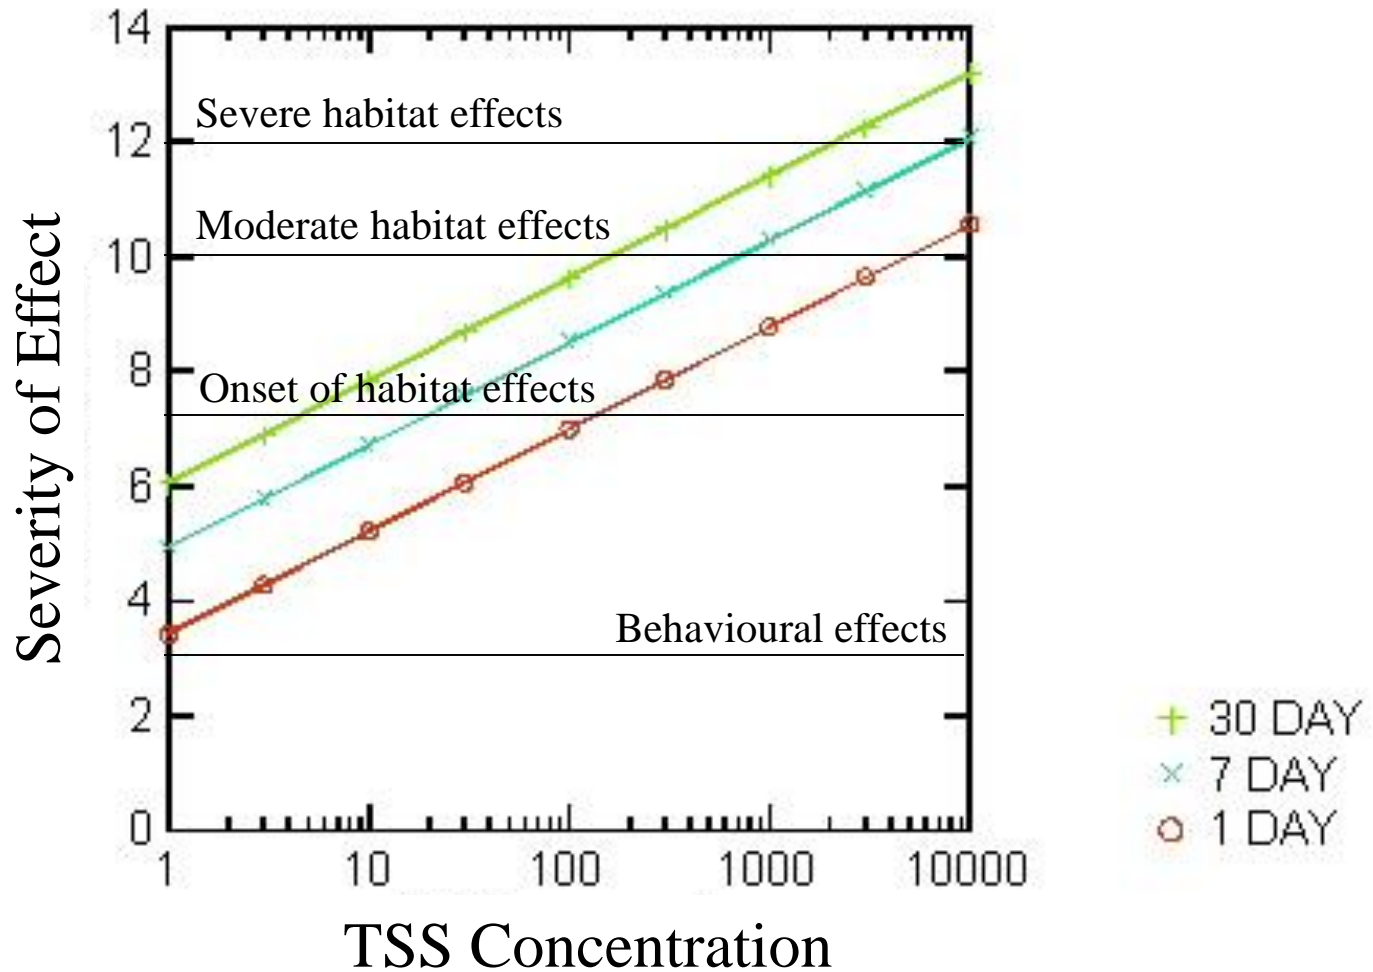 14
Severe habitat effects
12
Moderate habitat effects
10
8
Onset of habitat effects
6
4
Behavioural effects
2
0
1 10 100 1000 10000
Severity of Effect
TSS Concentration
30 DAY
7 DAY
1 DAY